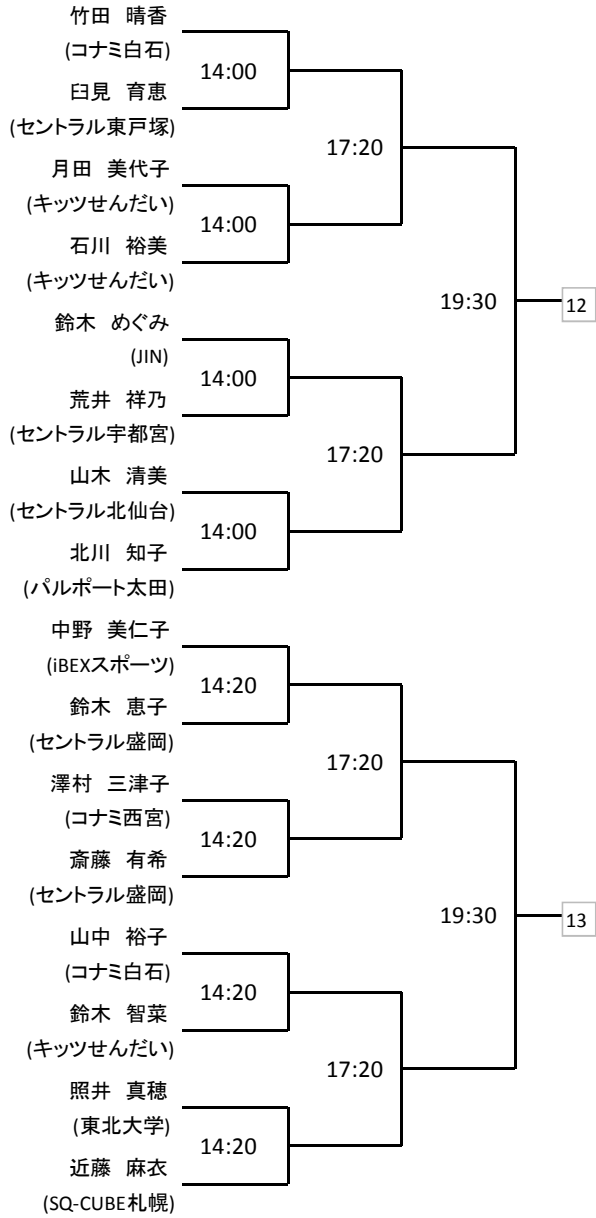 竹田　晴香
(コナミ白石)
14:00
臼見　育恵
(セントラル東戸塚)
17:20
月田　美代子
(キッツせんだい)
14:00
石川　裕美
(キッツせんだい)
19:30
12
鈴木　めぐみ
(JIN)
14:00
荒井　祥乃
(セントラル宇都宮)
17:20
山木　清美
(セントラル北仙台)
14:00
北川　知子
(パルポート太田)
中野　美仁子
(iBEXスポーツ)
14:20
鈴木　恵子
(セントラル盛岡)
17:20
澤村　三津子
(コナミ西宮)
14:20
斎藤　有希
(セントラル盛岡)
19:30
13
山中　裕子
(コナミ白石)
14:20
鈴木　智菜
(キッツせんだい)
17:20
照井　真穂
(東北大学)
14:20
近藤　麻衣
(SQ-CUBE札幌)